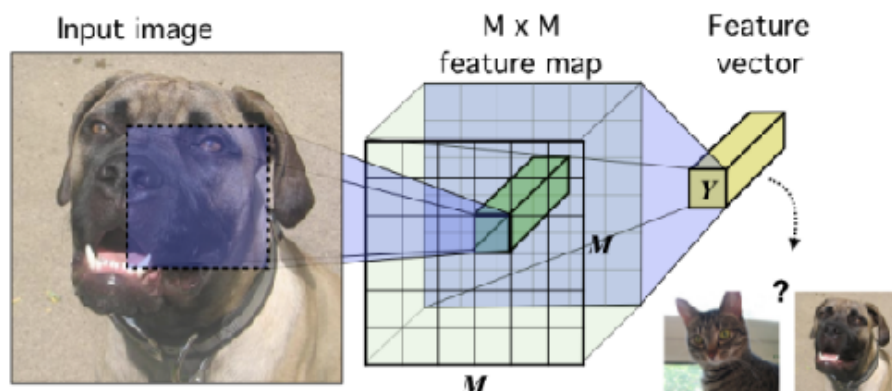 Input image
M x M
feature map
Feature
vector
Y
M
?
M